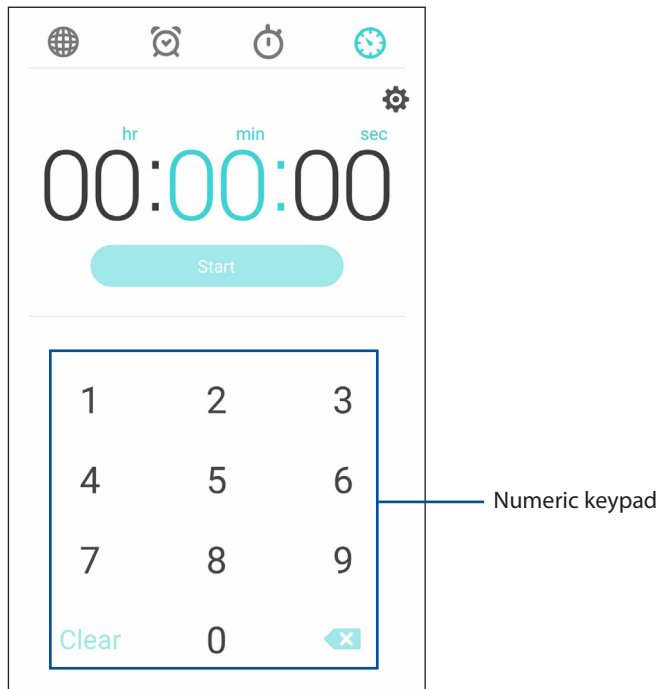 hr min sec
00:00:00
Start
1 2 3
4 5 6
Numeric keypad
7 8 9
Clear 0